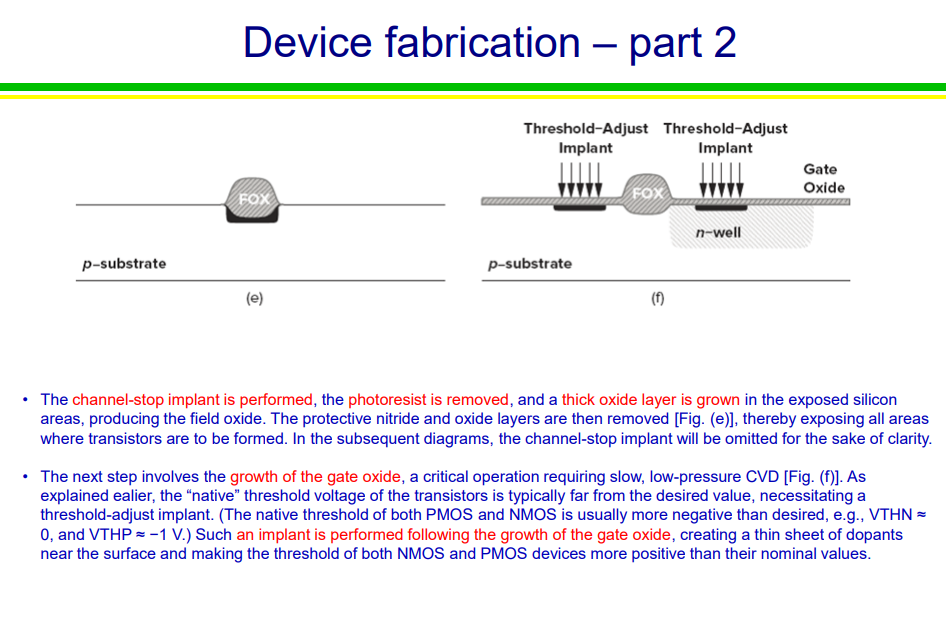 Device fabrication – part 2
Threshold–Adjust Threshold–Adjust
Implant Implant
Gate
Oxide
FOX
FOX
n–well
p–substrate
p–substrate
(e)
(f)
• The channel-stop implant is performed, the photoresist is removed, and a thick oxide layer is grown in the exposed silicon
areas, producing the field oxide. The protective nitride and oxide layers are then removed [Fig. (e)], thereby exposing all areas
where transistors are to be formed. In the subsequent diagrams, the channel-stop implant will be omitted for the sake of clarity.
• The next step involves the growth of the gate oxide, a critical operation requiring slow, low-pressure CVD [Fig. (f)]. As
explained ealier, the “native” threshold voltage of the transistors is typically far from the desired value, necessitating a
threshold-adjust implant. (The native threshold of both PMOS and NMOS is usually more negative than desired, e.g., VTHN ≈
0, and VTHP ≈ −1 V.) Such an implant is performed following the growth of the gate oxide, creating a thin sheet of dopants
near the surface and making the threshold of both NMOS and PMOS devices more positive than their nominal values.